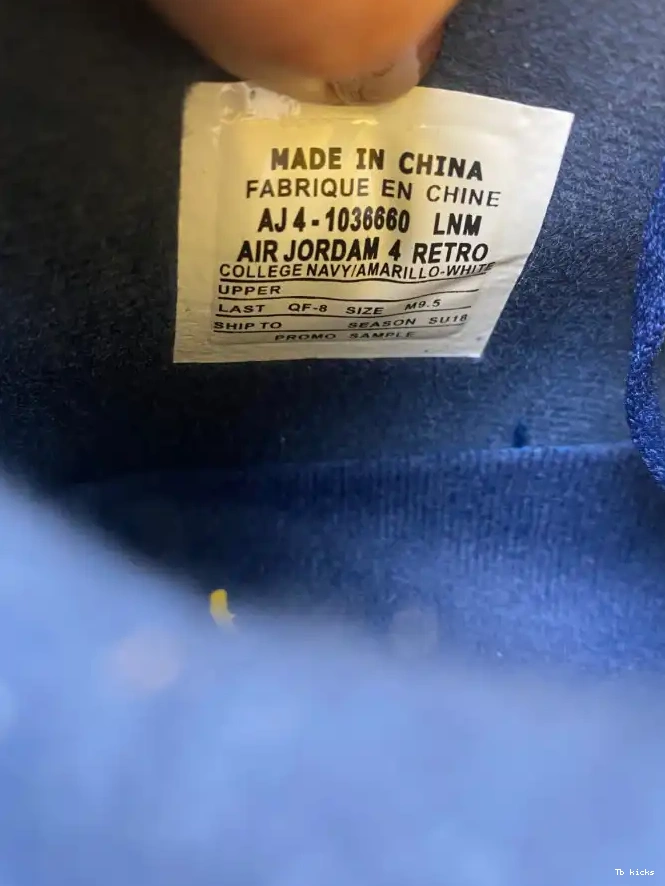 MADE IN CHINA
FABRIQUE EN CHINE
AJ4-1036660 LNM
AIR JORDAM 4 RETRO
COLLEGE NAVY/AMARILLO-WHITE
UPPER
LAST QF-8 SIZE M9.5
SHIP TO SEASON SU18
PROMO SAMPLE
Tb kicks